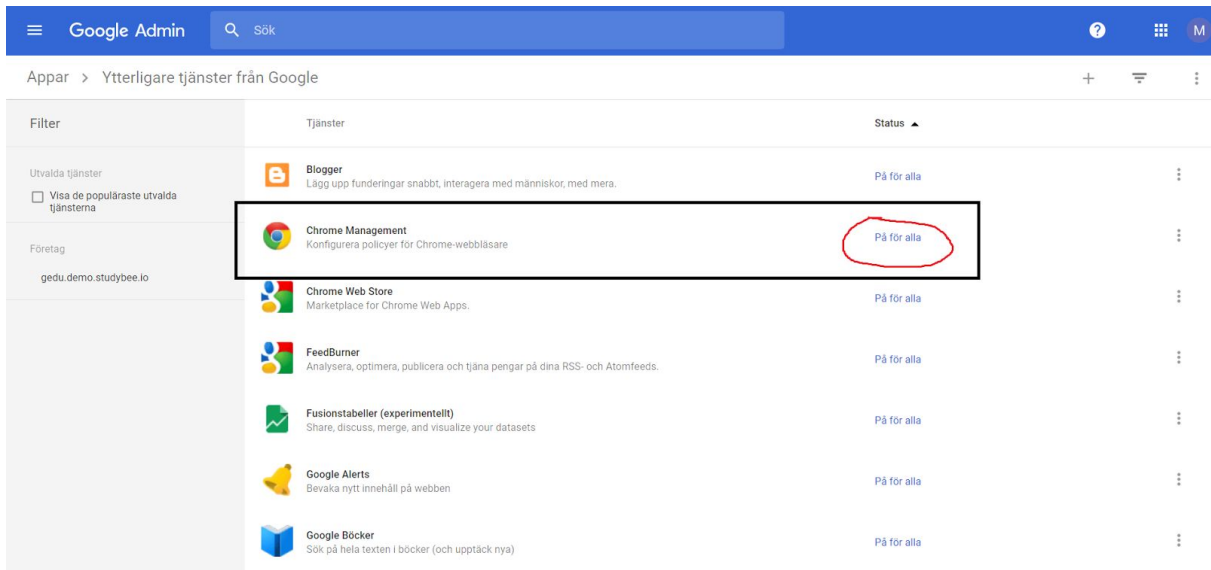 Google Admin
Sök
M
Appar > Ytterligare tjänster från Google
Filter
Tjänster
Status
Utvalda tjänster
Visa de populäraste utvalda
tjänsterna
Företag
gedu.demo.studybee.io
Blogger
Lägg upp funderingar snabbt, interagera med människor, med mera.
På för alla
Chrome Management
Konfigurera policyer för Chrome-webbläsare
På för alla
Chrome Web Store
Marketplace for Chrome Web Apps.
På för alla
FeedBurner
Analysera, optimera, publicera och tjäna pengar på dina RSS- och Atomfeeds.
På för alla
Fusionstabeller (experimentellt)
Share, discuss, merge, and visualize your datasets
På för alla
Google Alerts
Bevaka nytt innehåll på webben
På för alla
Google Böcker
Sök på hela texten i böcker (och upptäck nya)
På för alla